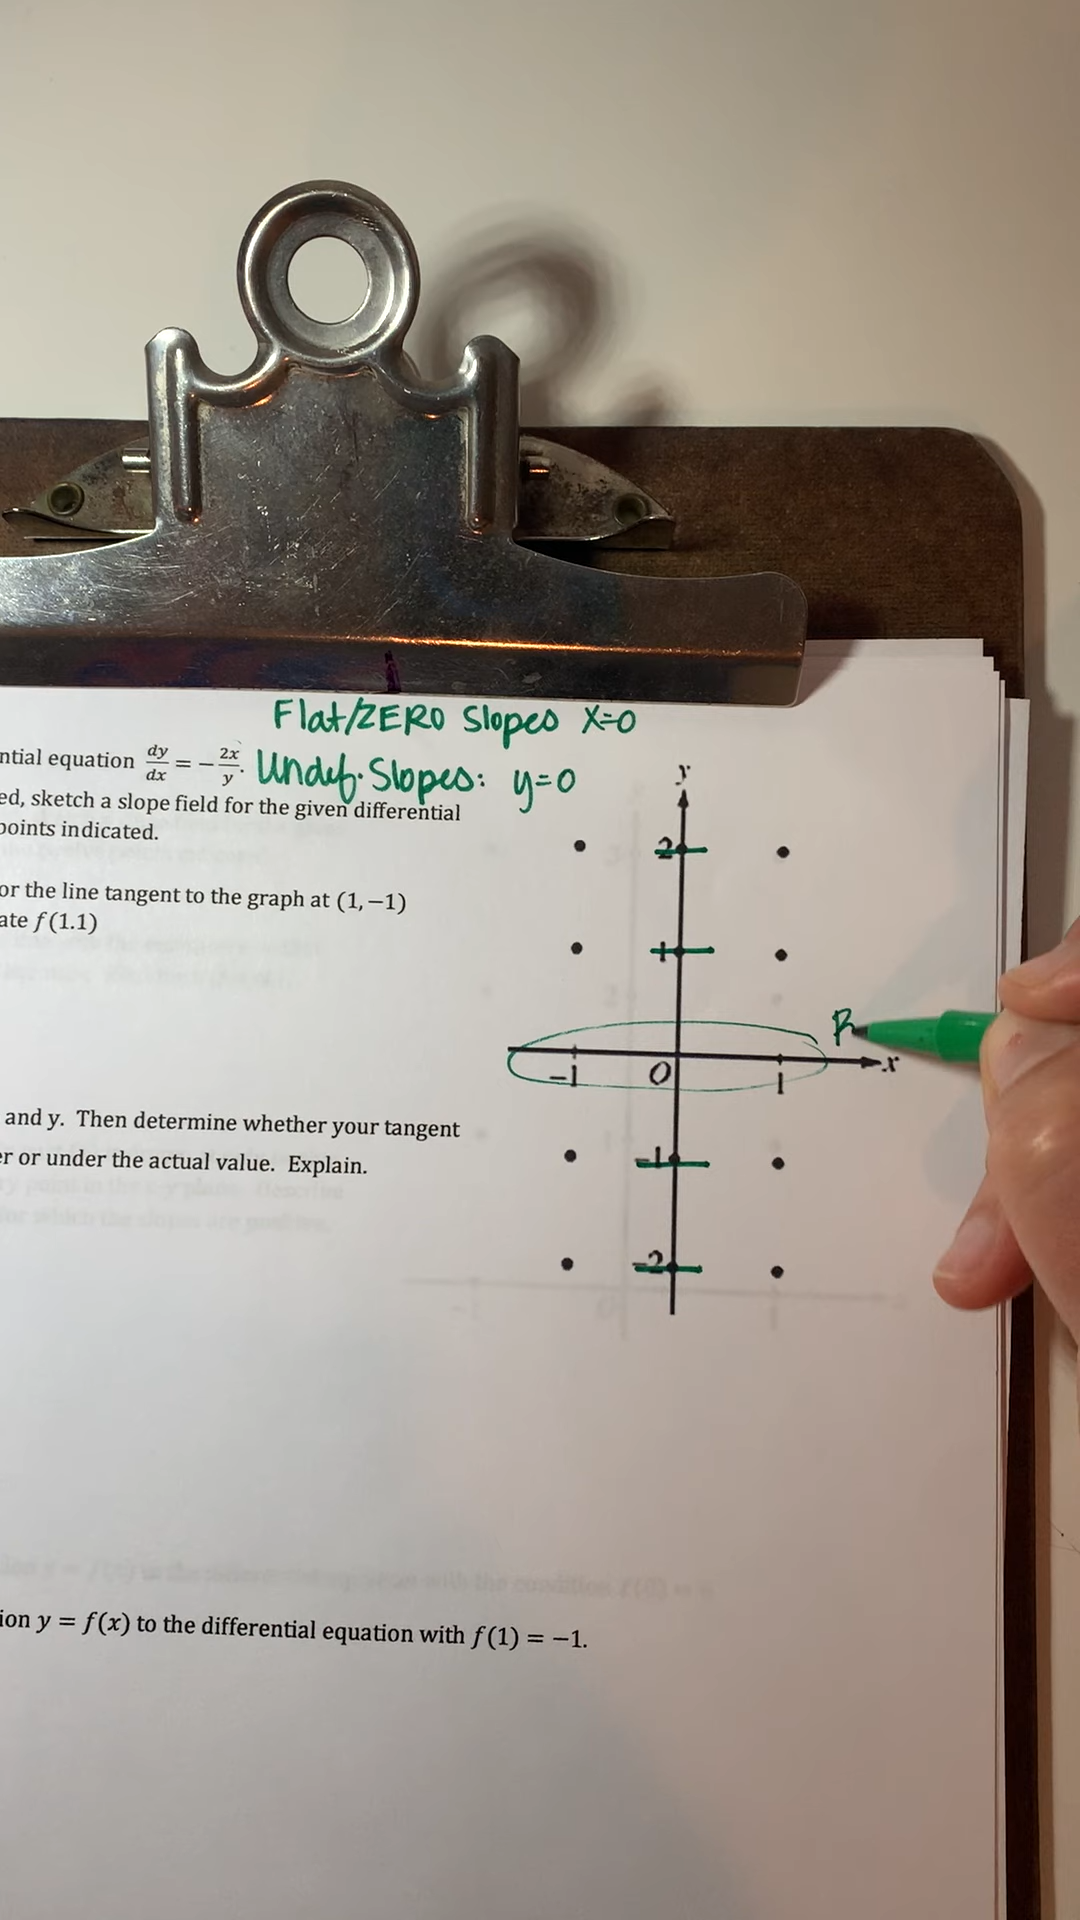 Flat/ZERO Slopes x=0
ntial equation dy/dx = −2x/y. Undef. Slopes: y=0
ed, sketch a slope field for the given differential
points indicated.
or the line tangent to the graph at (1,−1)
ate f(1.1)
and y. Then determine whether your tangent
er or under the actual value. Explain.
ion y = f(x) to the differential equation with f(1) = −1.
y
2
1
−1
0
1
x
−1
−2